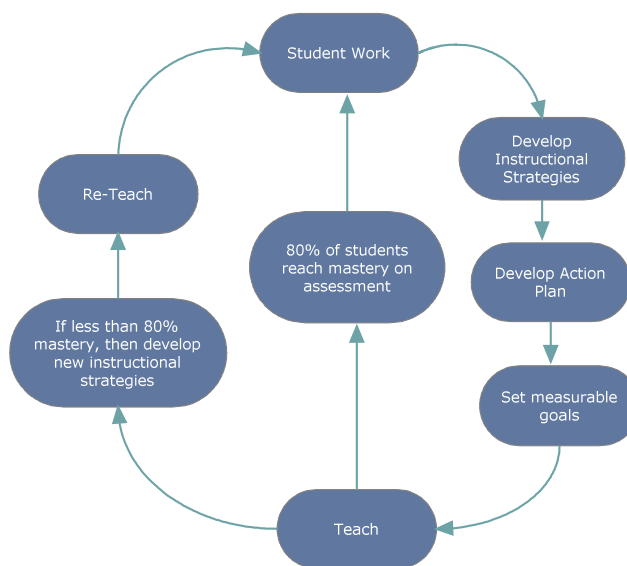 Student Work
Develop
Instructional
Strategies
Develop Action
Plan
Set measurable
goals
Teach
80% of students
reach mastery on
assessment
If less than 80%
mastery, then develop
new instructional
strategies
Re-Teach